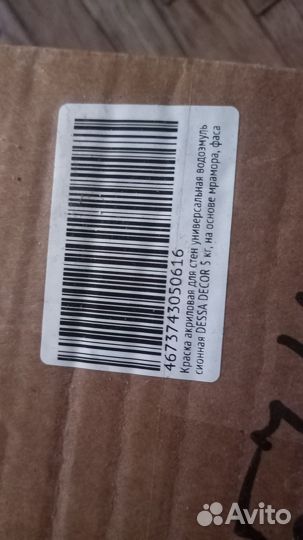 4673743050616
Краска акриловая для стен универсальная водоэмуль
сионная DESSA DECOR 5 кг, на основе мрамора, фаса
Avito